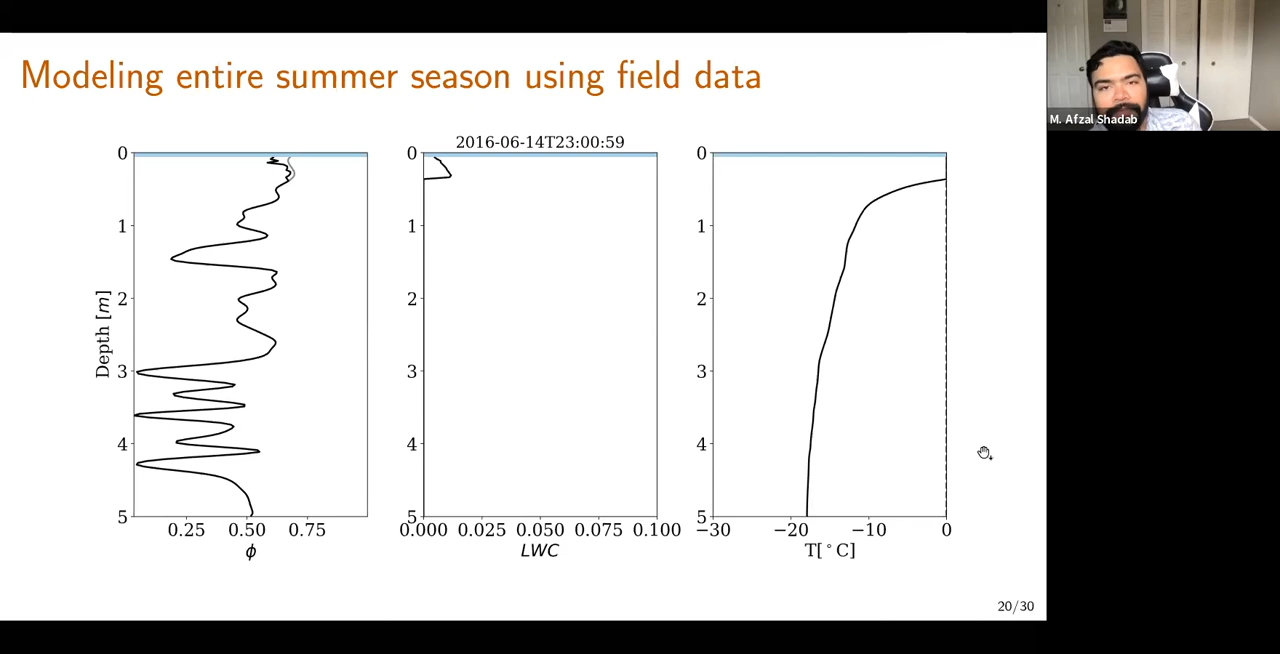 Modeling entire summer season using field data
M. Afzal Shadab
2016-06-14T23:00:59
0
1
2
3
4
5
Depth [m]
0.25 0.50 0.75
ϕ
0
1
2
3
4
5
0.000 0.025 0.050 0.075 0.100
LWC
0
1
2
3
4
5
−30 −20 −10 0
T[°C]
20/30